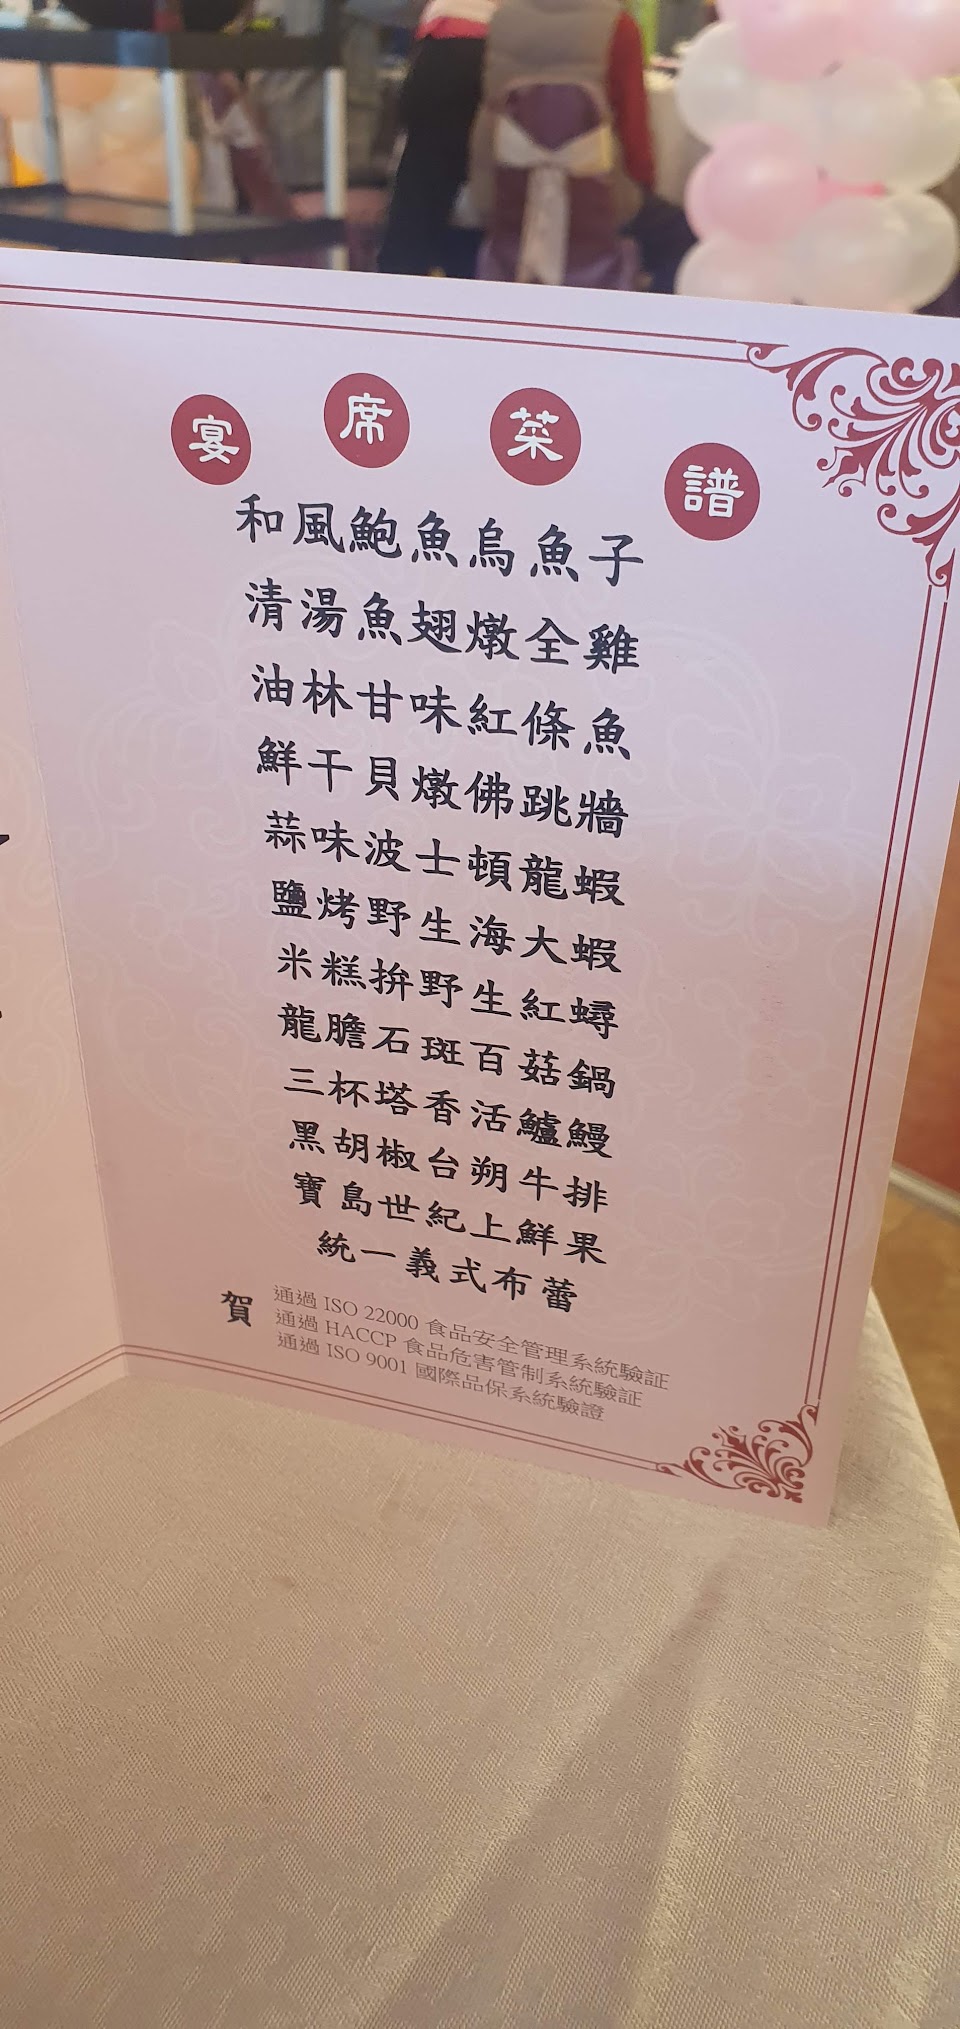 宴席菜譜
和風鮑魚烏魚子
清湯魚翅燉全雞
油林甘味紅條魚
鮮干貝燉佛跳牆
蒜味波士頓龍蝦
鹽烤野生海大蝦
米糕拚野生紅蟳
龍膽石斑百菇鍋
三杯塔香活鱸鰻
黑胡椒台朔牛排
寶島世紀上鮮果
統一義式布蕾
賀
通過 ISO 22000 食品安全管理系統驗証
通過 HACCP 食品危害管制系統驗証
通過 ISO 9001 國際品保系統驗證